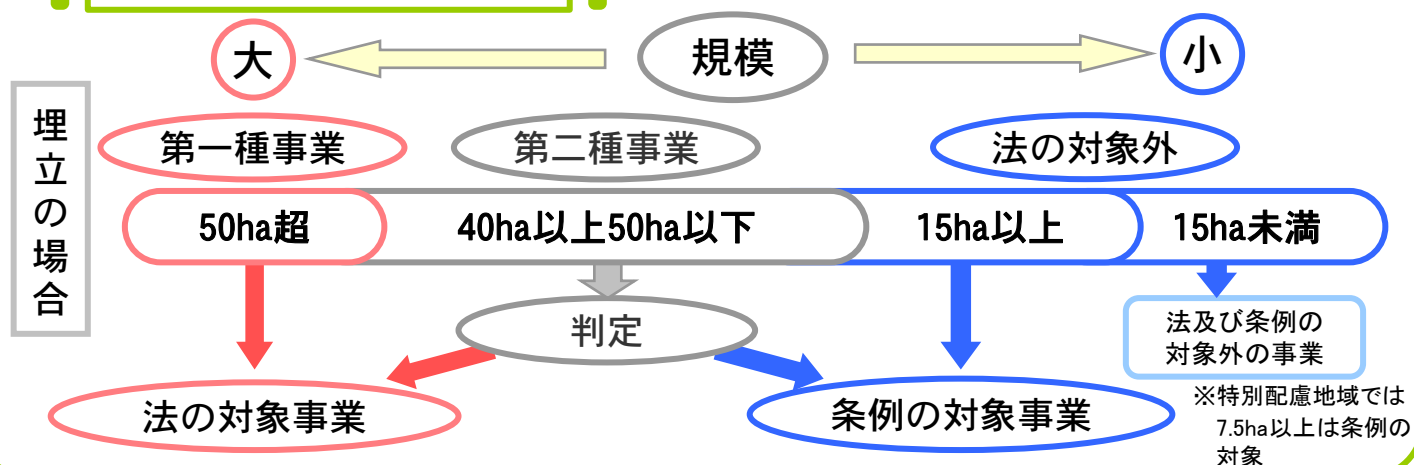 大
規模
小
埋立の場合
第一種事業
第二種事業
法の対象外
50ha超
40ha以上50ha以下
15ha以上
15ha未満
判定
法及び条例の
対象外の事業
法の対象事業
条例の対象事業
※特別配慮地域では
7.5ha以上は条例の
対象